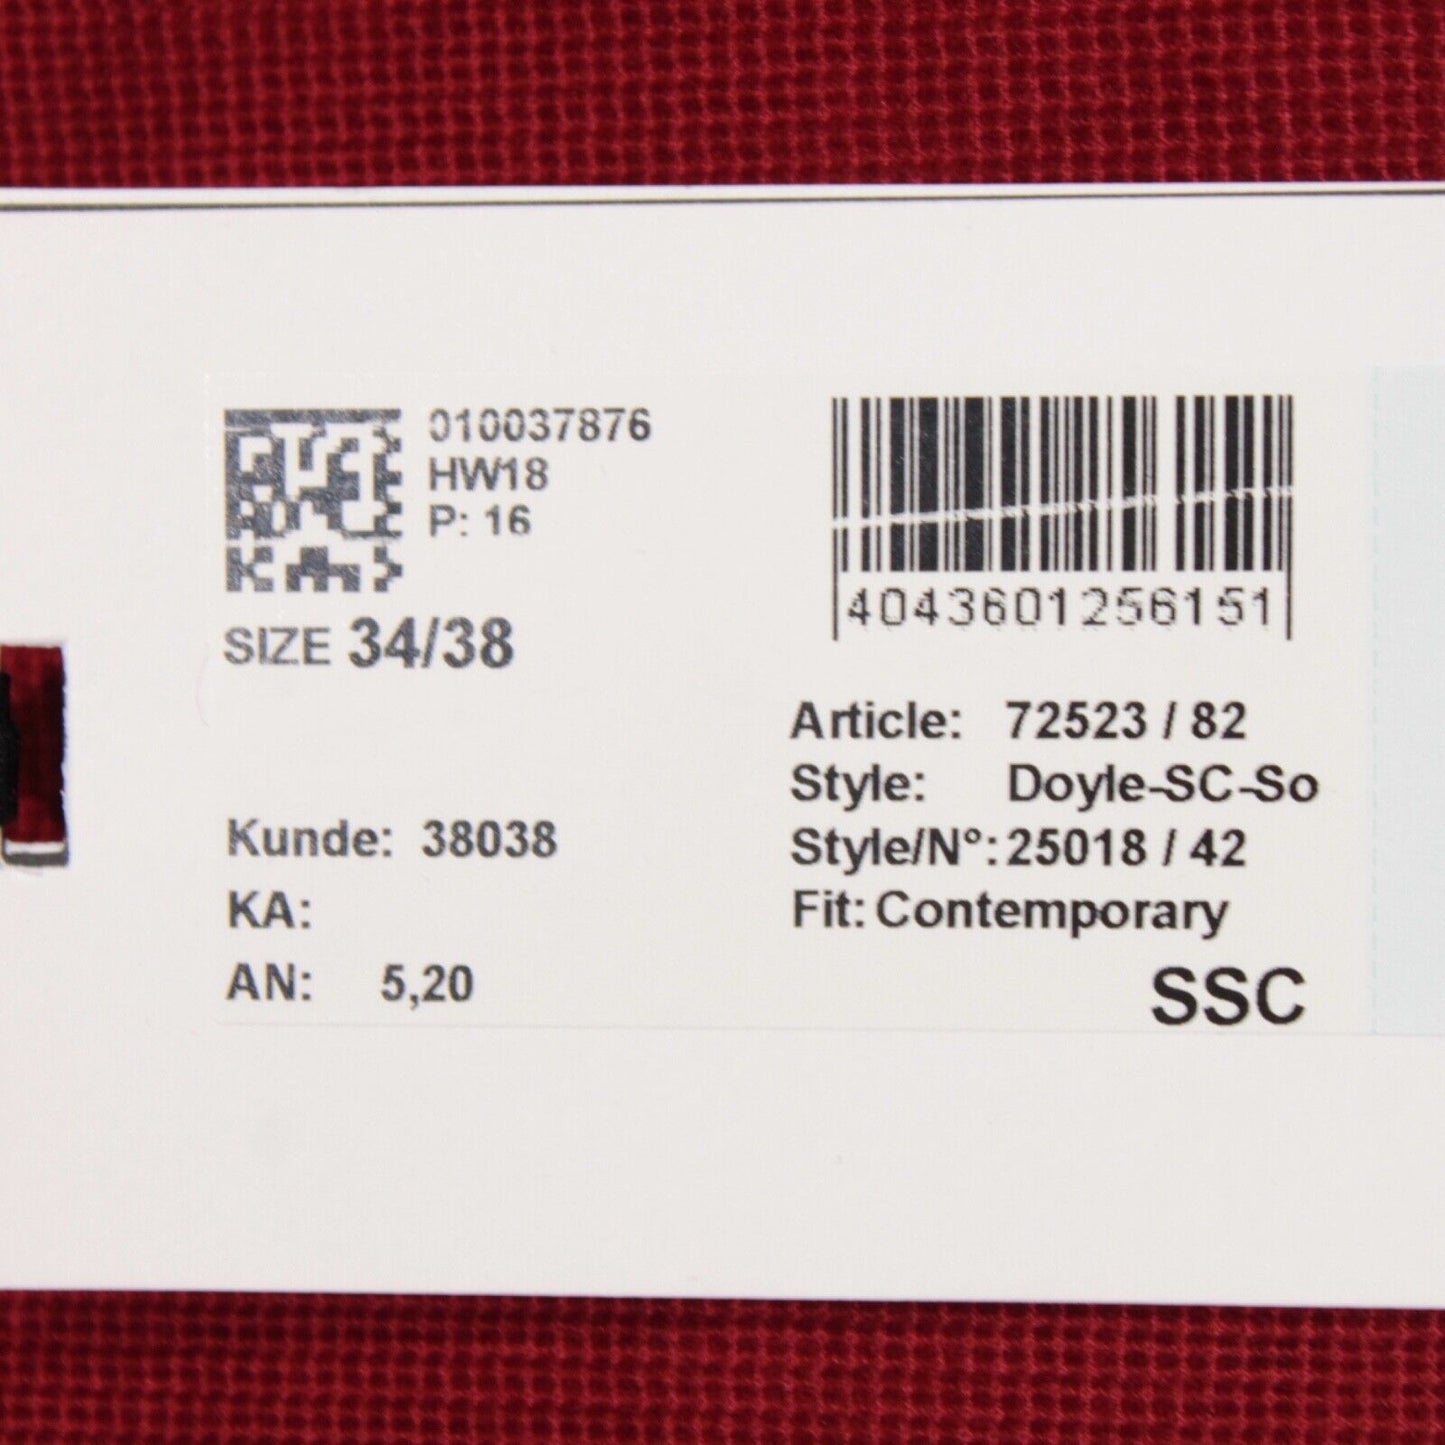 010037876
HW18
P: 16
SIZE 34/38
Kunde: 38038
KA:
AN: 5,20
4043601256151
Article: 72523 / 82
Style: Doyle-SC-So
Style/N°: 25018 / 42
Fit: Contemporary
SSC